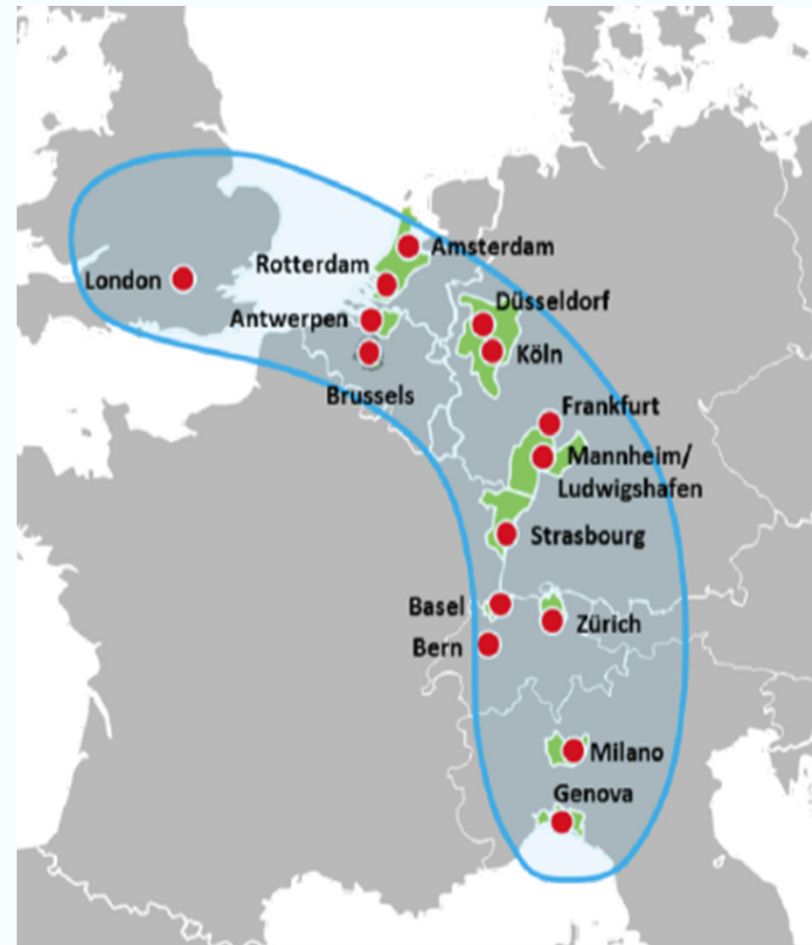 Amsterdam
Rotterdam
London
Düsseldorf
Antwerpen
Köln
Brussels
Frankfurt
Mannheim/
Ludwigshafen
Strasbourg
Basel
Zürich
Bern
Milano
Genova